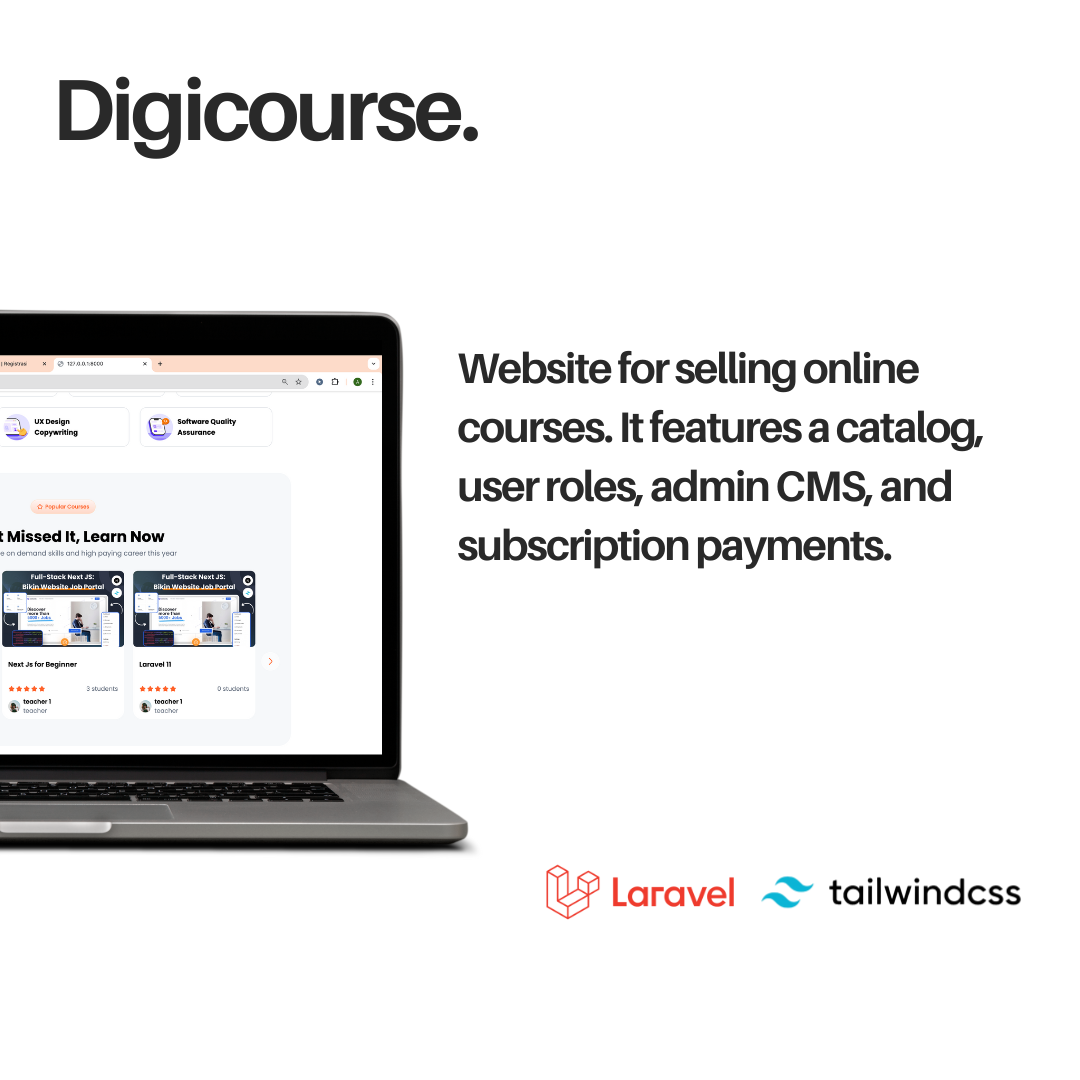 Digicourse.
| Registrasi
127.0.0.1:8000
UX Design
Copywriting
Software Quality
Assurance
Popular Courses
t Missed It, Learn Now
e on demand skills and high paying career this year
Full-Stack Next JS:
Bikin Website Job Portal
Discover
more than
5000+ Jobs
Full-Stack Next JS:
Bikin Website Job Portal
Discover
more than
5000+ Jobs
Next Js for Beginner
Laravel 11
3 students
0 students
teacher 1
teacher
teacher 1
teacher
Website for selling online
courses. It features a catalog,
user roles, admin CMS, and
subscription payments.
Laravel
tailwindcss